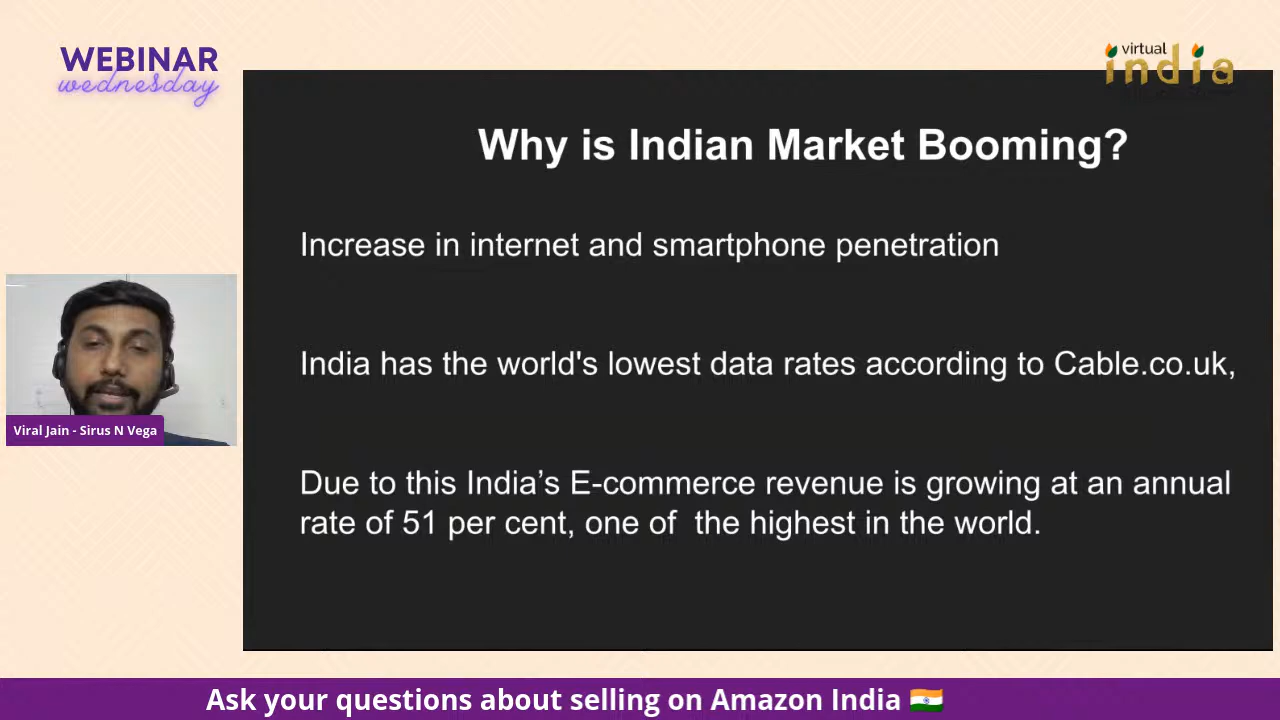 WEBINAR
wednesday
virtual
india
Why is Indian Market Booming?
Increase in internet and smartphone penetration
India has the world's lowest data rates according to Cable.co.uk,
Due to this India’s E-commerce revenue is growing at an annual
rate of 51 per cent, one of  the highest in the world.
Viral Jain - Sirus N Vega
Ask your questions about selling on Amazon India 🇮🇳